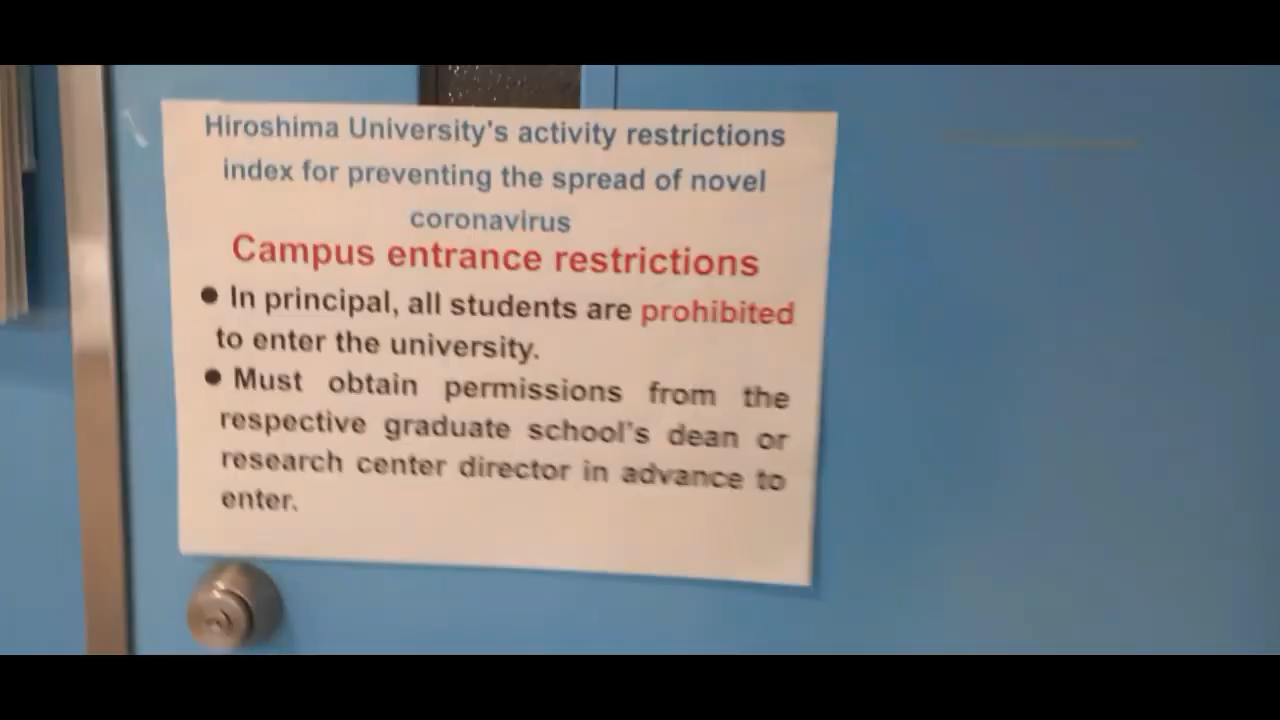 Hiroshima University's activity restrictions
index for preventing the spread of novel
coronavirus
Campus entrance restrictions
● In principal, all students are prohibited
to enter the university.
● Must obtain permissions from the
respective graduate school's dean or
research center director in advance to
enter.